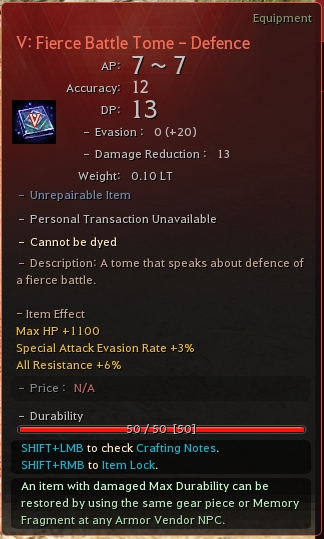 Equipment
V: Fierce Battle Tome - Defence
AP: 7 ~ 7
Accuracy: 12
DP: 13
- Evasion : 0 (+20)
- Damage Reduction : 13
Weight: 0.10 LT
- Unrepairable Item
- Personal Transaction Unavailable
- Cannot be dyed
- Description: A tome that speaks about defence of
a fierce battle.
- Item Effect
Max HP +1100
Special Attack Evasion Rate +3%
All Resistance +6%
- Price : N/A
- Durability
50 / 50 [50]
SHIFT+LMB to check Crafting Notes.
SHIFT+RMB to Item Lock.
An item with damaged Max Durability can be
restored by using the same gear piece or Memory
Fragment at any Armor Vendor NPC.